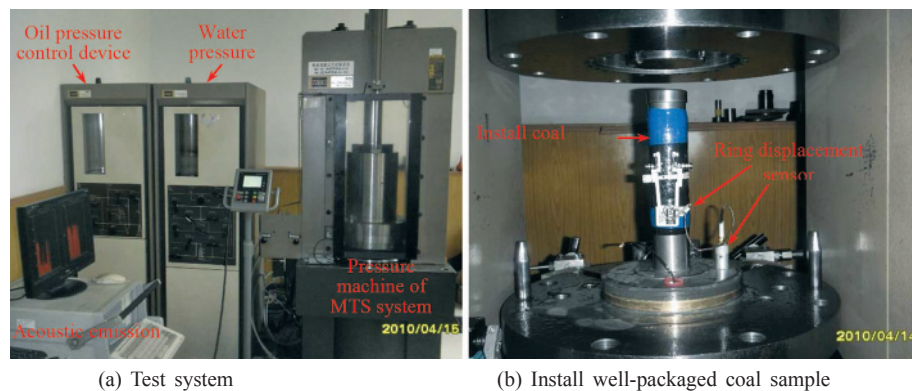 Oil pressure
control device
Water
pressure
Pressure
machine of
MTS system
Acoustic emission
2010/04/15
Install coal
Ring displacement
sensor
2010/04/14
(a) Test system
(b) Install well-packaged coal sample